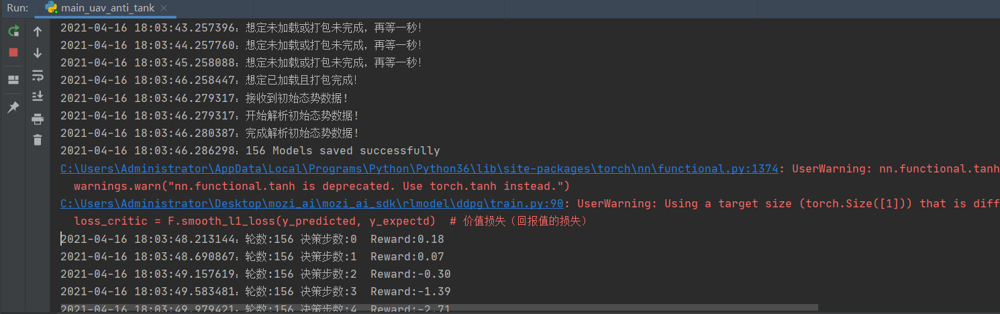 Run: main_uav_anti_tank ×
2021-04-16 18:03:43.257396：想定未加载或打包未完成，再等一秒!
2021-04-16 18:03:44.257760：想定未加载或打包未完成，再等一秒!
2021-04-16 18:03:45.258088：想定未加载或打包未完成，再等一秒!
2021-04-16 18:03:46.258447：想定已加载且打包完成!
2021-04-16 18:03:46.279317：接收到初始态势数据!
2021-04-16 18:03:46.279317：开始解析初始态势数据!
2021-04-16 18:03:46.280387：完成解析初始态势数据!
2021-04-16 18:03:46.286298：156 Models saved successfully
C:\Users\Administrator\AppData\Local\Programs\Python\Python36\lib\site-packages\torch\nn\functional.py:1374: UserWarning: nn.functional.tanh
warnings.warn("nn.functional.tanh is deprecated. Use torch.tanh instead.")
C:\Users\Administrator\Desktop\mozi_ai\mozi_ai_sdk\rlmodel\ddpg\train.py:90: UserWarning: Using a target size (torch.Size([1])) that is diff
loss_critic = F.smooth_l1_loss(y_predicted, y_expectd)  # 价值损失（回报值的损失）
2021-04-16 18:03:48.213144：轮数:156 决策步数:0  Reward:0.18
2021-04-16 18:03:48.690867：轮数:156 决策步数:1  Reward:0.07
2021-04-16 18:03:49.157619：轮数:156 决策步数:2  Reward:-0.30
2021-04-16 18:03:49.583481：轮数:156 决策步数:3  Reward:-1.39
2021-04-16 18:03:49.979421：轮数:156 决策步数:4  Reward:-2.71